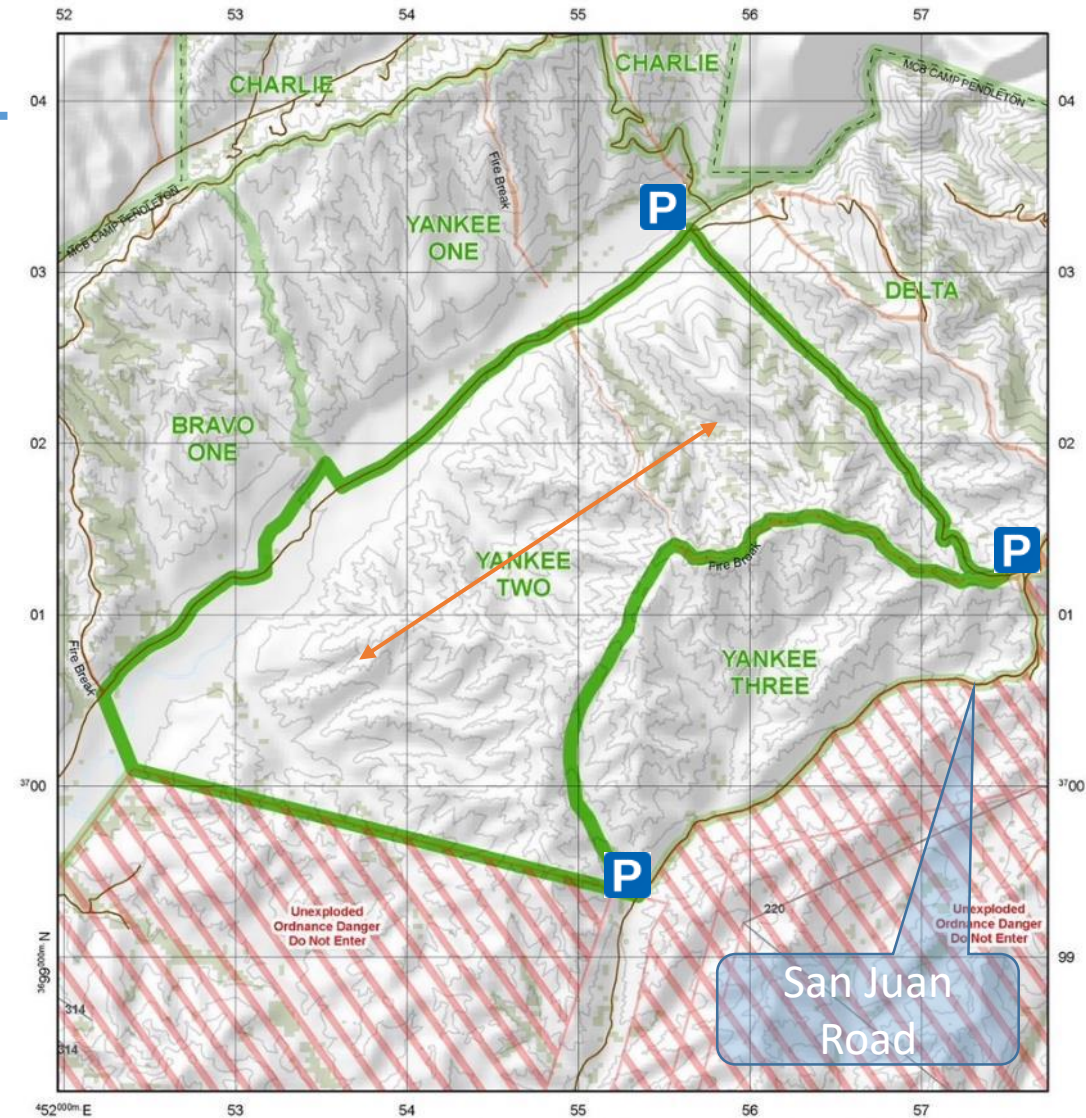 52 53 54 55 56 57
CHARLIE
CHARLIE
MCB CAMP PENDLETON
04
04
Fire Break
P
MCB CAMP PENDLETON
YANKEE
ONE
03
03
DELTA
BRAVO
ONE
02
02
P
YANKEE
TWO
Fire Break
01
01
Fire Break
YANKEE
THREE
3700
3700
P
220
Unexploded
Ordnance Danger
Do Not Enter
Unexploded
Ordnance Danger
Do Not Enter
3699000m. N
99
San Juan
Road
314
314
452000m. E 53 54 55 56 57